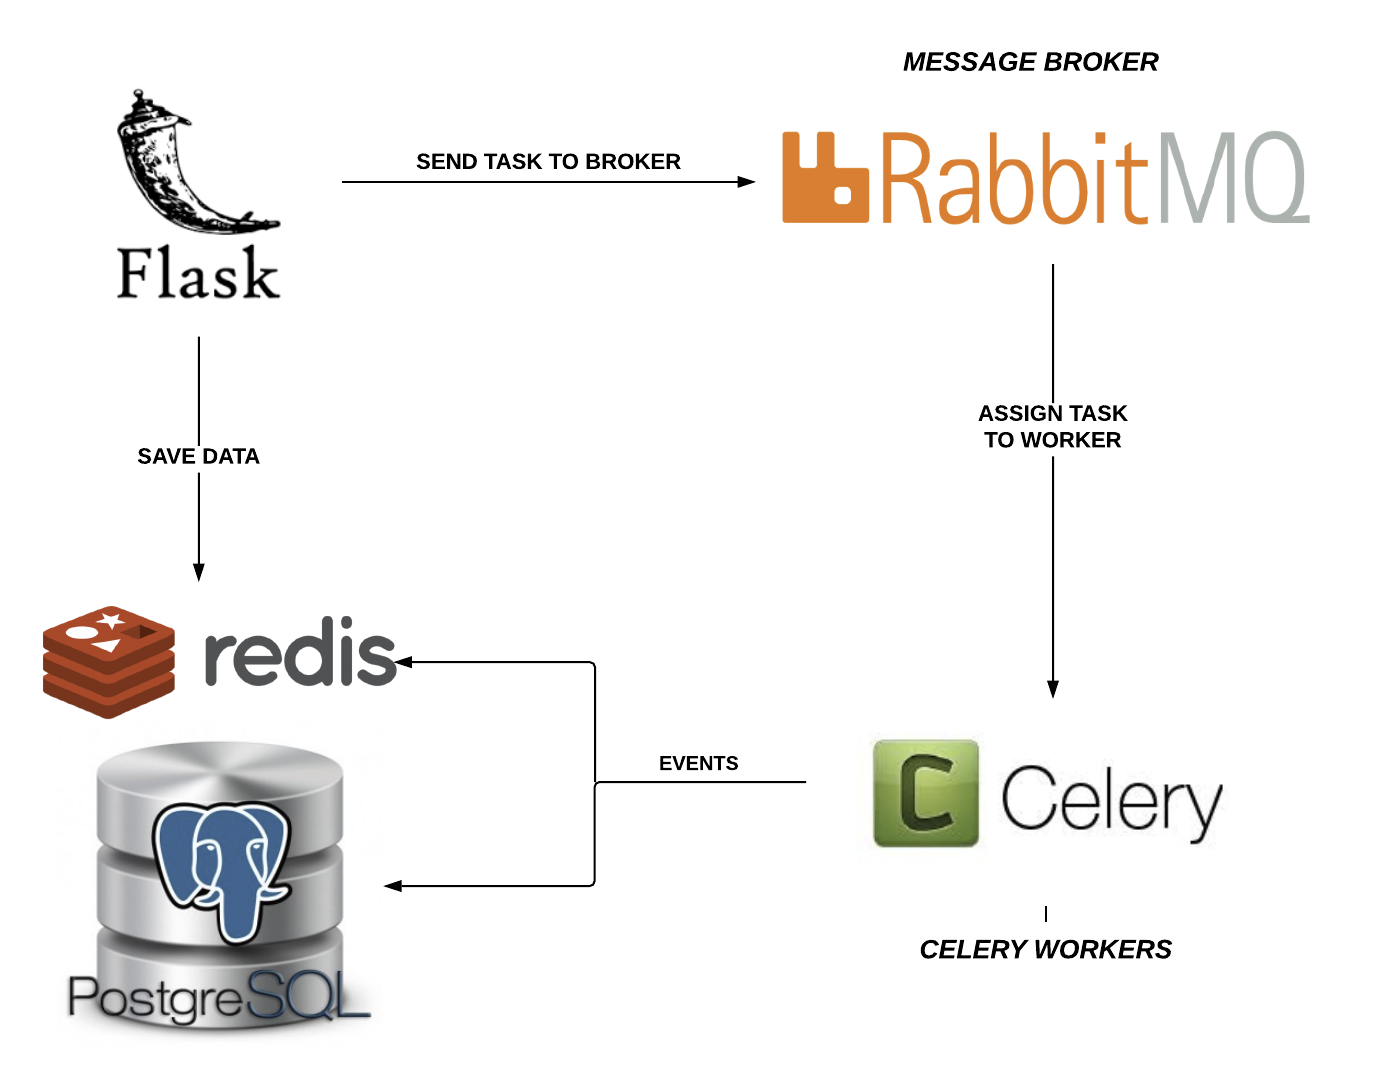 MESSAGE BROKER
Flask
SEND TASK TO BROKER
RabbitMQ
SAVE DATA
ASSIGN TASK
TO WORKER
redis
EVENTS
C Celery
PostgreSQL
CELERY WORKERS